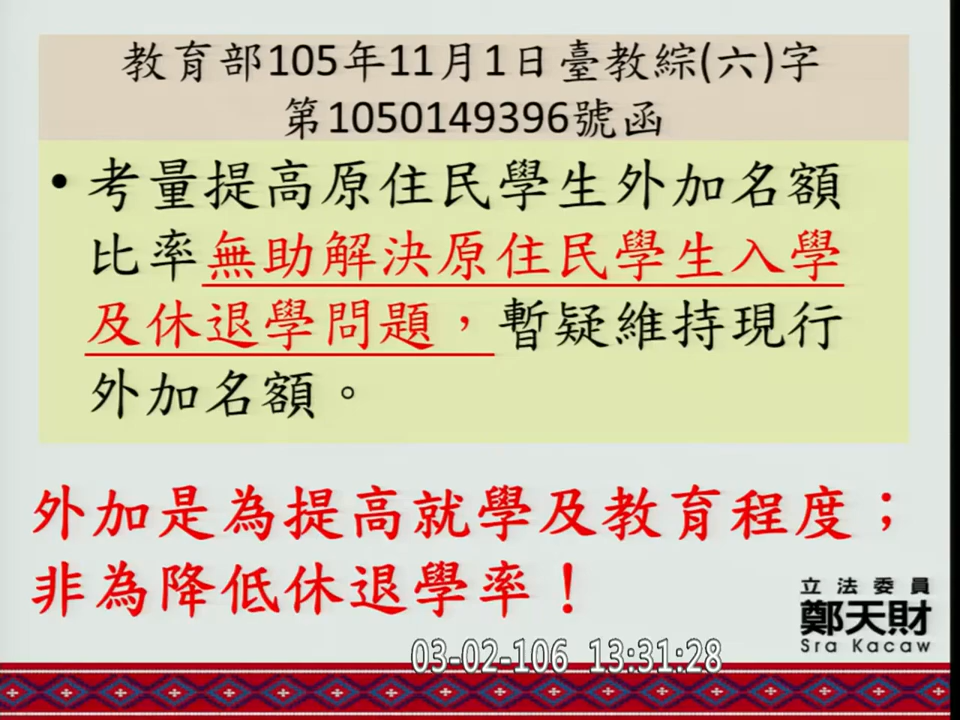 教育部105年11月1日臺教綜(六)字
第1050149396號函
•考量提高原住民學生外加名額
比率無助解決原住民學生入學
及休退學問題，暫疑維持現行
外加名額。
外加是為提高就學及教育程度；
非為降低休退學率！
立法委員
鄭天財
Sra Kacaw
03-02-106 13:31:28